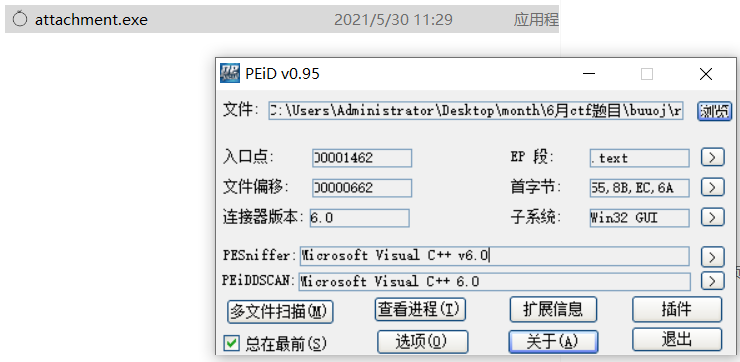 attachment.exe 2021/5/30 11:29 应用程
PEiD v0.95
文件: C:\Users\Administrator\Desktop\month\6月ctf题目\buuoj\r 浏览
入口点: 00001462 EP 段: .text >
文件偏移: 00000662 首字节: 55,8B,EC,6A >
连接器版本: 6.0 子系统: Win32 GUI >
PESniffer: Microsoft Visual C++ v6.0 >
PEiDDSCAN: Microsoft Visual C++ 6.0 >
多文件扫描(M) 查看进程(T) 扩展信息 插件
总在最前(S) 选项(O) 关于(A) 退出